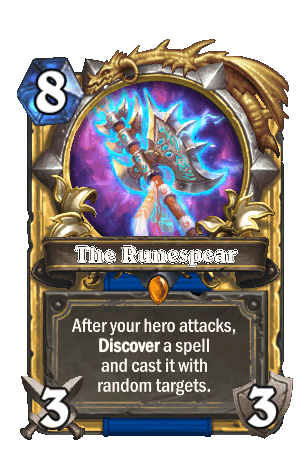 8
The Runespear
After your hero attacks,
Discover a spell
and cast it with
random targets.
3
3